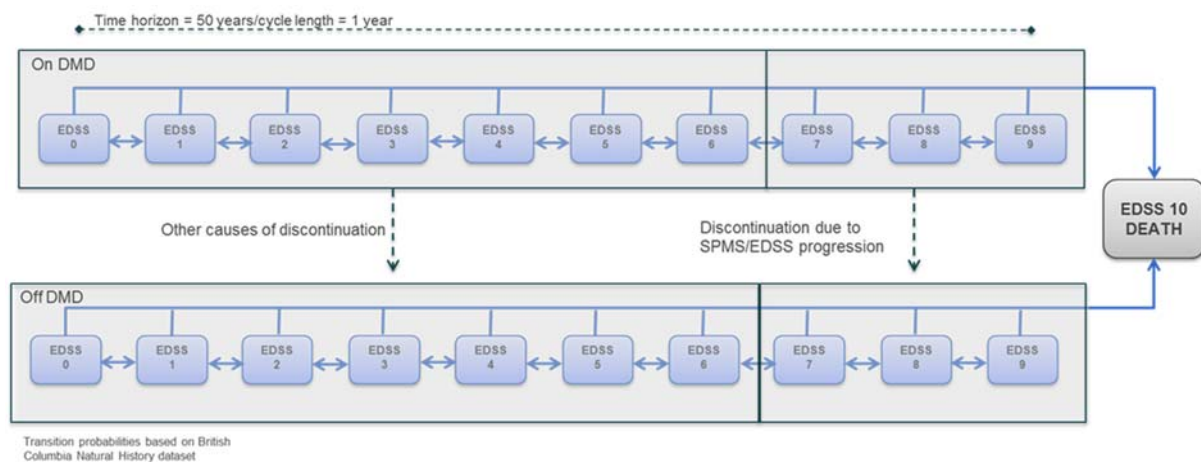 Time horizon = 50 years/cycle length = 1 year
On DMD
EDSS 0
EDSS 1
EDSS 2
EDSS 3
EDSS 4
EDSS 5
EDSS 6
EDSS 7
EDSS 8
EDSS 9
EDSS 10
DEATH
Other causes of discontinuation
Discontinuation due to
SPMS/EDSS progression
Off DMD
EDSS 0
EDSS 1
EDSS 2
EDSS 3
EDSS 4
EDSS 5
EDSS 6
EDSS 7
EDSS 8
EDSS 9
Transition probabilities based on British
Columbia Natural History dataset